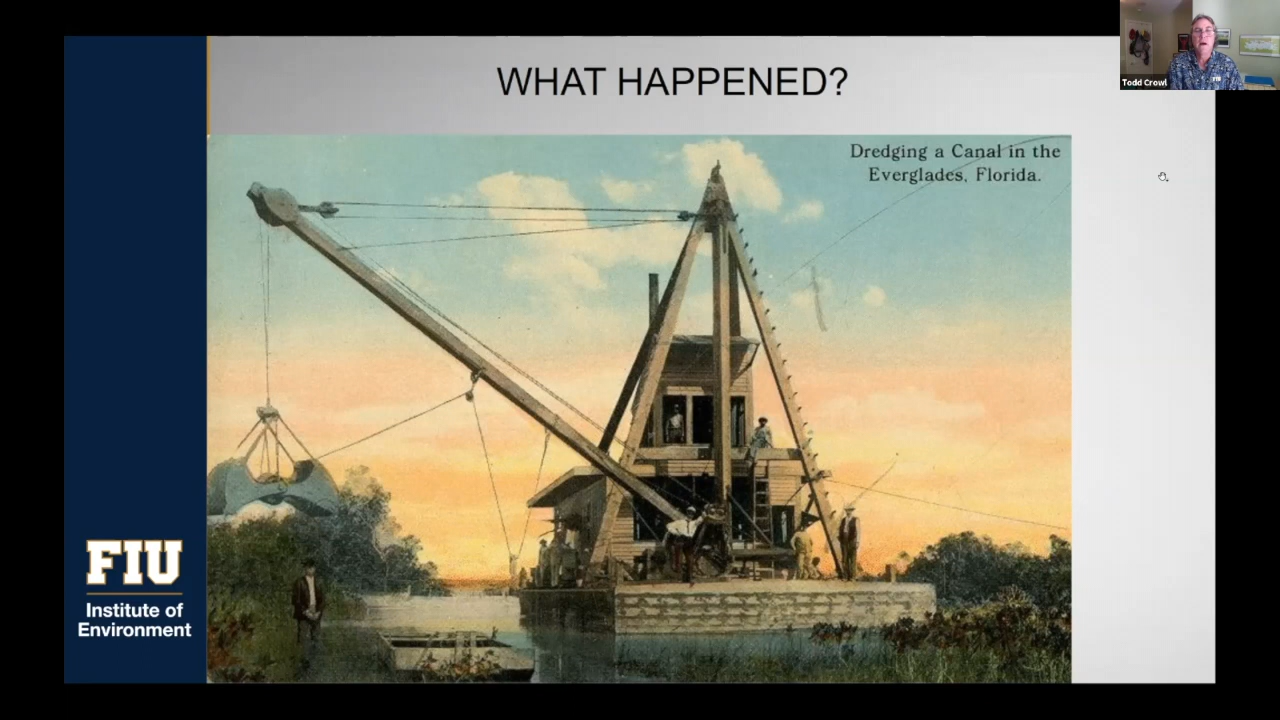 WHAT HAPPENED?
Todd Crowl
Dredging a Canal in the
Everglades, Florida.
FIU
Institute of
Environment